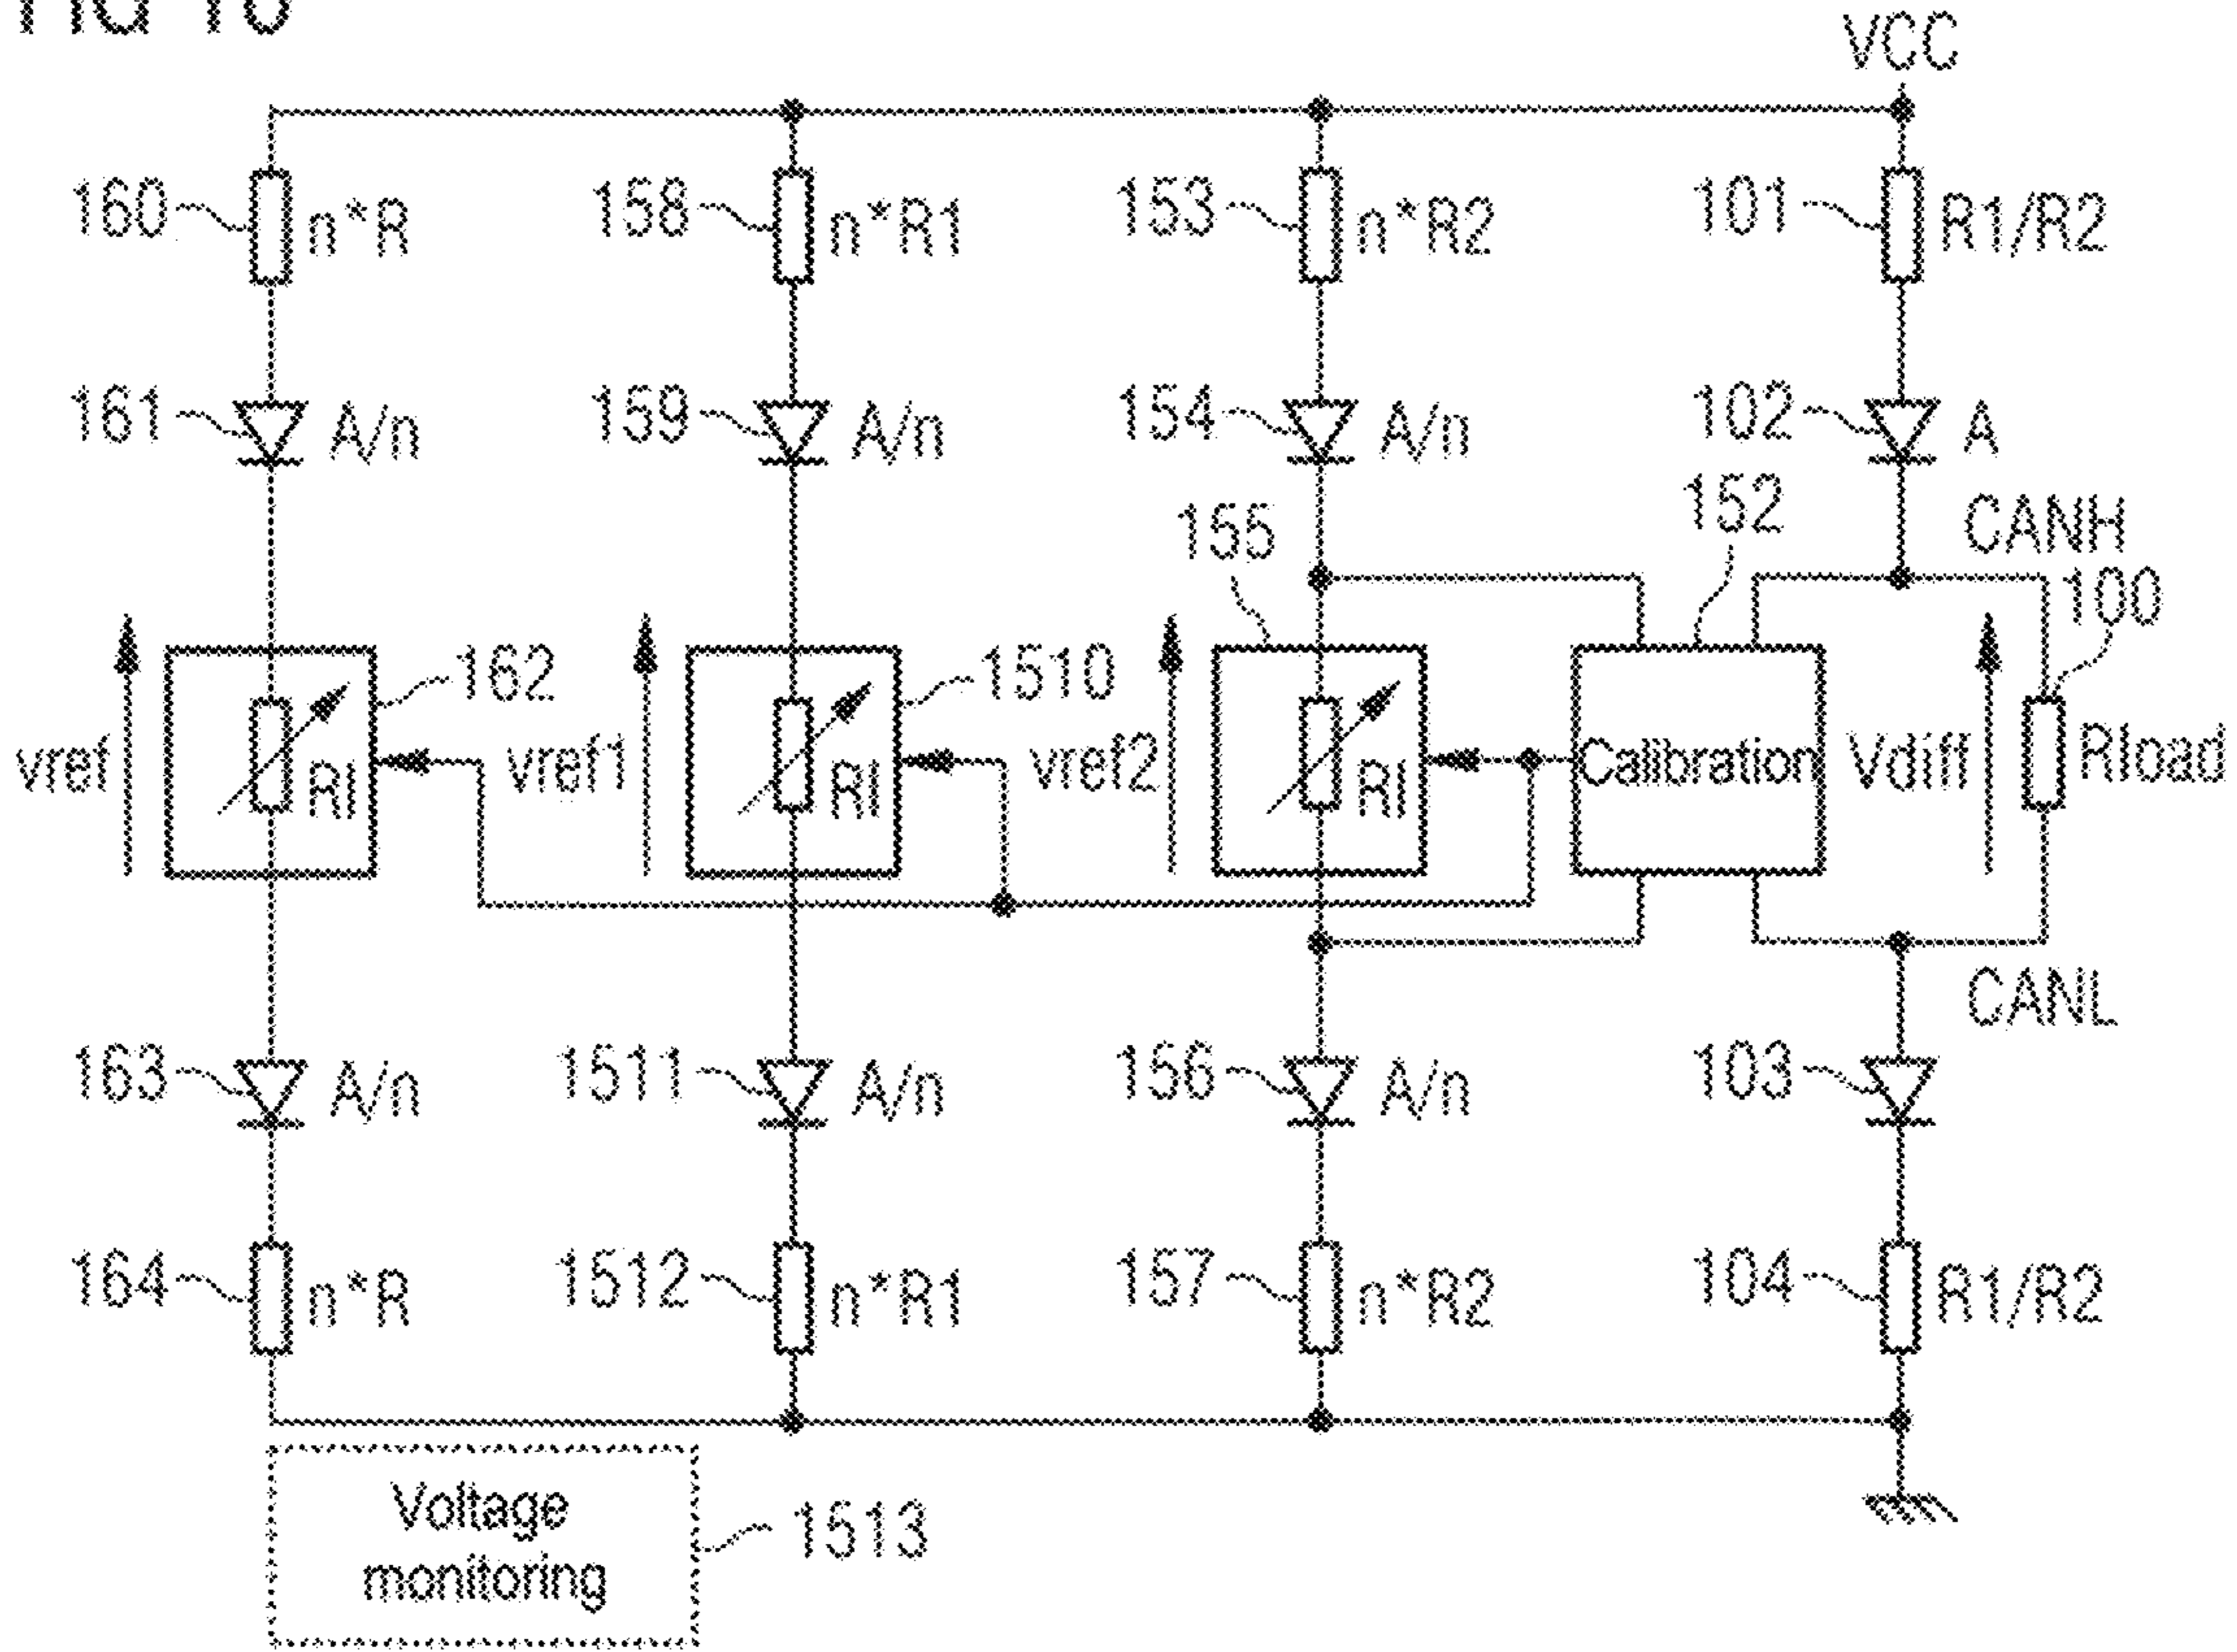 VCC
160 n*R 158 n*R1 153 n*R2 101 R1/R2
161 A/n 159 A/n 154 A/n 102 A
155 152 CANH
100
162 1510
vref RI vref1 RI vref2 RI Calibration Vdiff Rload
CANL
163 A/n 1511 A/n 156 A/n 103
164 n*R 1512 n*R1 157 n*R2 104 R1/R2
Voltage
monitoring
1513